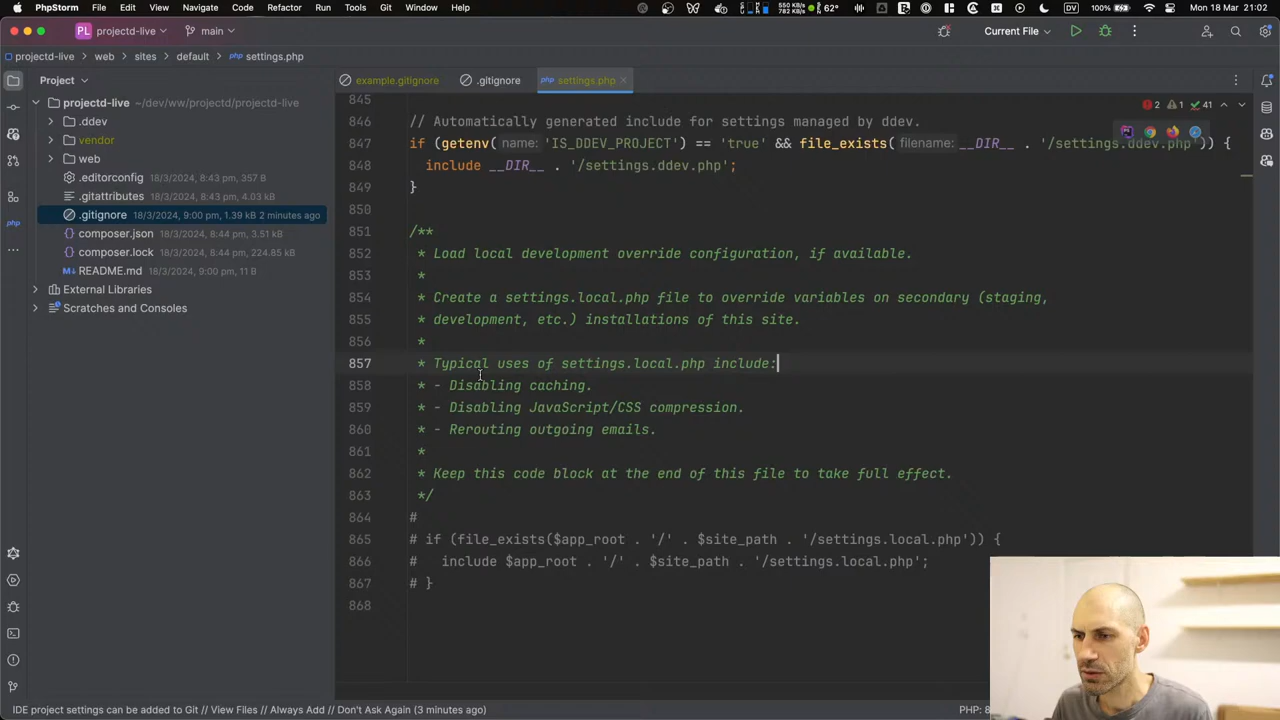 PhpStorm File Edit View Navigate Code Refactor Run Tools Git Window Help
782 KB/s 62° 100% Mon 18 Mar 21:02
PL projectd-live main Current File
projectd-live web sites default settings.php
Project
example.gitignore .gitignore settings.php
projectd-live ~/dev/ww/projectd/projectd-live
.ddev
vendor
web
.editorconfig 18/3/2024, 8:43 pm, 357 B
.gitattributes 18/3/2024, 8:43 pm, 4.03 kB
.gitignore 18/3/2024, 9:00 pm, 1.39 kB 2 minutes ago
composer.json 18/3/2024, 8:44 pm, 3.51 kB
composer.lock 18/3/2024, 8:44 pm, 224.85 kB
README.md 18/3/2024, 9:00 pm, 11 B
External Libraries
Scratches and Consoles
php
2 1 41
845
846 // Automatically generated include for settings managed by ddev.
847 if (getenv( name: 'IS_DDEV_PROJECT') == 'true' && file_exists( filename: __DIR__ . '/settings.ddev.php')) {
848 include __DIR__ . '/settings.ddev.php';
849 }
850
851 /**
852 * Load local development override configuration, if available.
853 *
854 * Create a settings.local.php file to override variables on secondary (staging,
855 * development, etc.) installations of this site.
856 *
857 * Typical uses of settings.local.php include:
858 * - Disabling caching.
859 * - Disabling JavaScript/CSS compression.
860 * - Rerouting outgoing emails.
861 *
862 * Keep this code block at the end of this file to take full effect.
863 */
864 #
865 # if (file_exists($app_root . '/' . $site_path . '/settings.local.php')) {
866 #   include $app_root . '/' . $site_path . '/settings.local.php';
867 # }
868
IDE project settings can be added to Git // View Files // Always Add // Don't Ask Again (3 minutes ago) PHP: 8